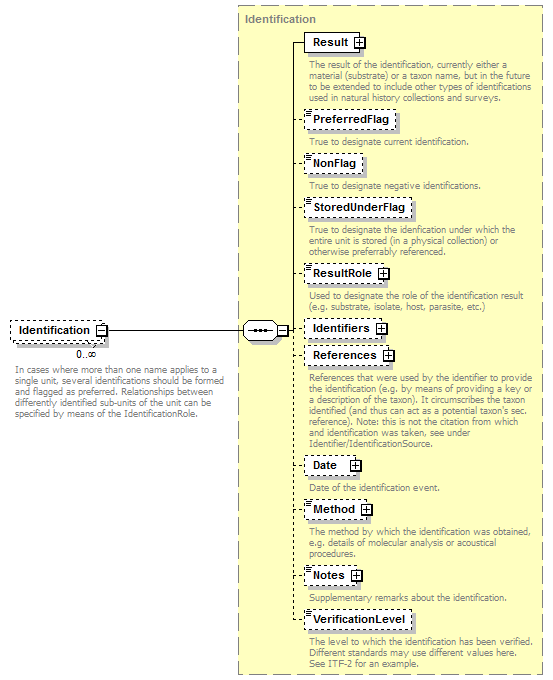 Identification
Result
The result of the identification, currently either a
material (substrate) or a taxon name, but in the future
to be extended to include other types of identifications
used in natural history collections and surveys.
PreferredFlag
True to designate current identification.
NonFlag
True to designate negative identifications.
StoredUnderFlag
True to designate the idenfication under which the
entire unit is stored (in a physical collection) or
otherwise preferrably referenced.
ResultRole
Used to designate the role of the identification result
(e.g. substrate, isolate, host, parasite, etc.)
Identification
0..∞
In cases where more than one name applies to a
single unit, several identifications should be formed
and flagged as preferred. Relationships between
differently identified sub-units of the unit can be
specified by means of the IdentificationRole.
Identifiers
References
References that were used by the identifier to provide
the identification (e.g. by means of providing a key or
a description of the taxon). It circumscribes the taxon
identified (and thus can act as a potential taxon's sec.
reference). Note: this is not the citation from which
and identification was taken, see under
Identifier/IdentificationSource.
Date
Date of the identification event.
Method
The method by which the identification was obtained,
e.g. details of molecular analysis or acoustical
procedures.
Notes
Supplementary remarks about the identification.
VerificationLevel
The level to which the identification has been verified.
Different standards may use different values here.
See ITF-2 for an example.